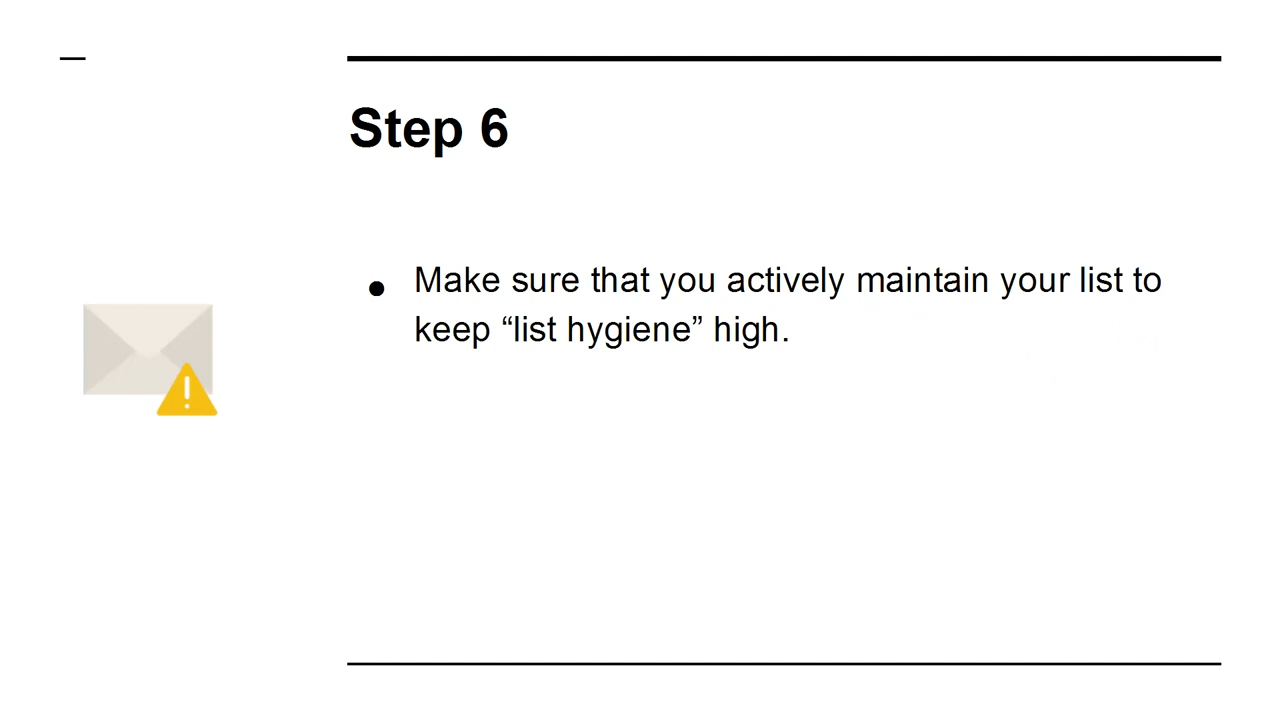 Step 6
● Make sure that you actively maintain your list to
keep “list hygiene” high.